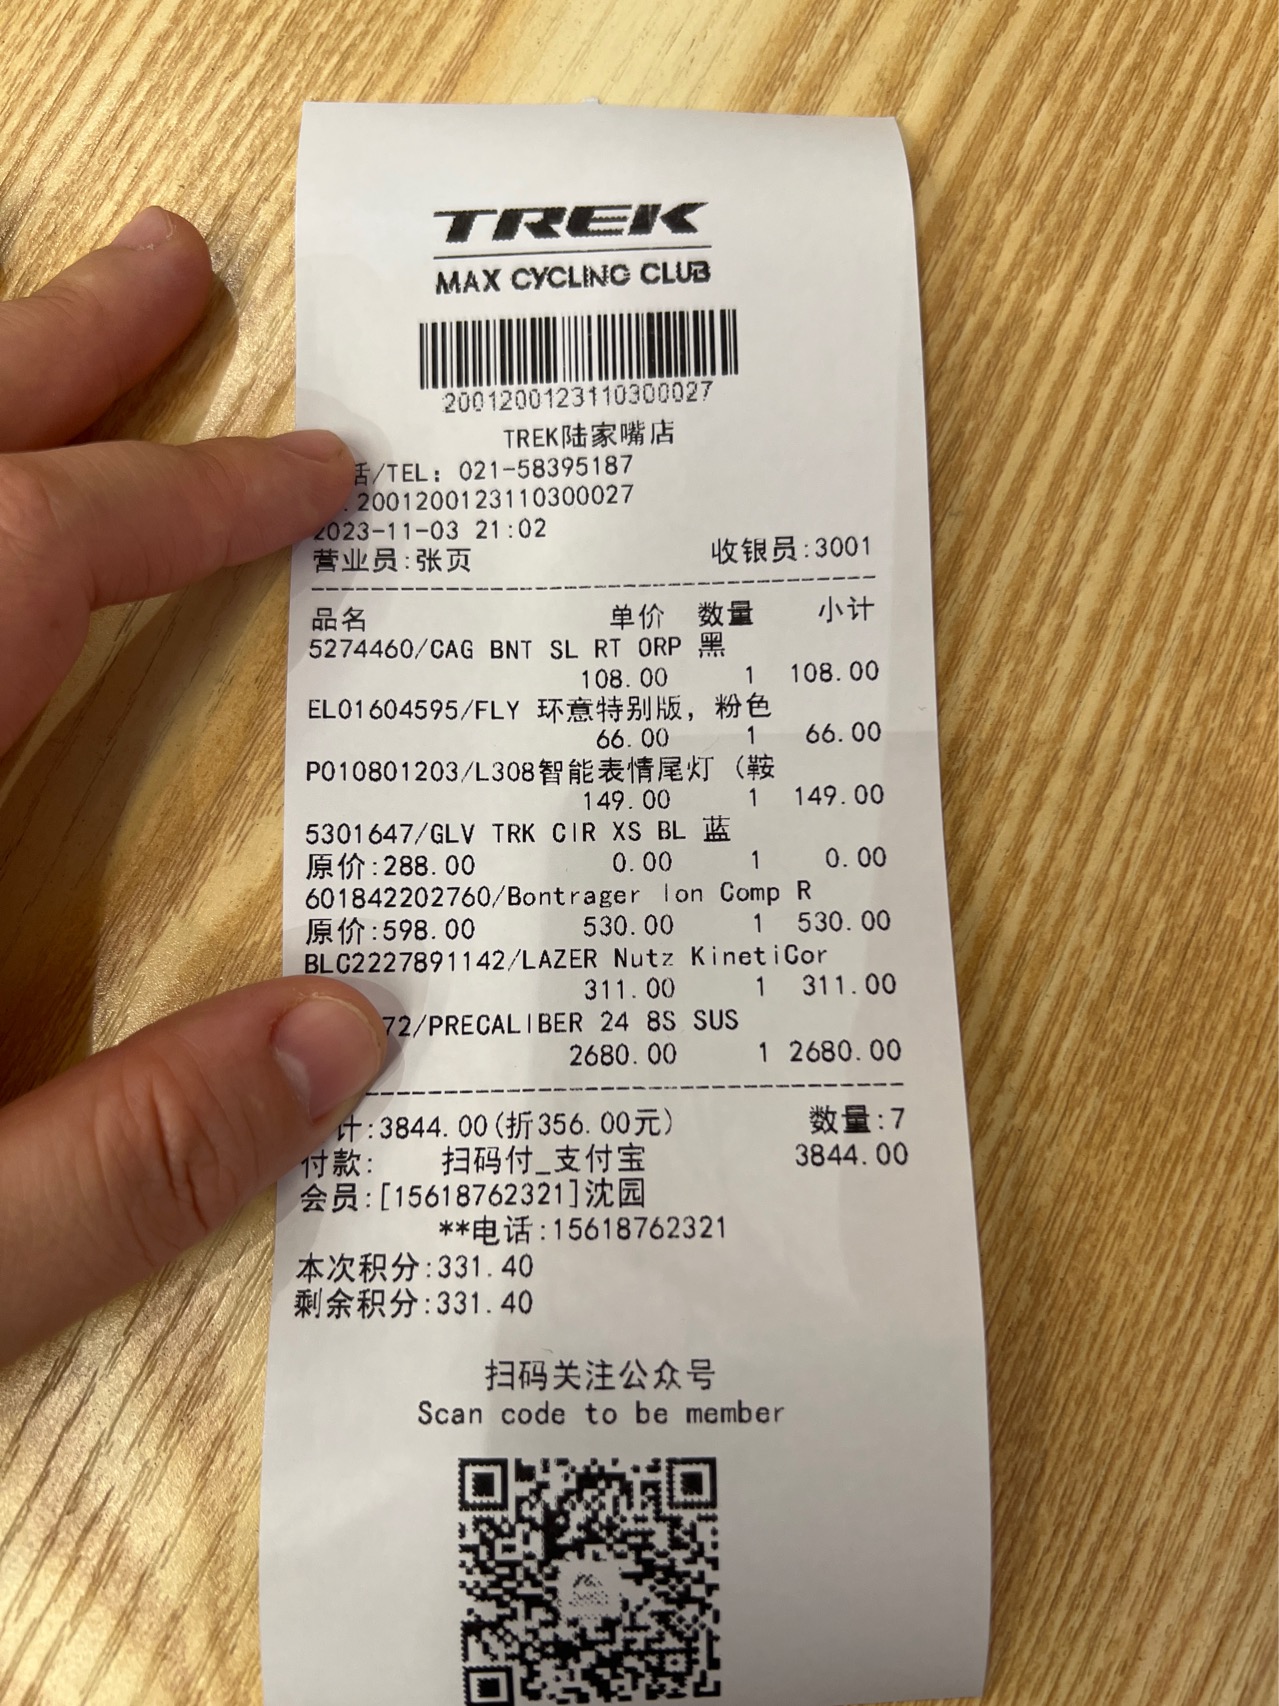 TREK
MAX CYCLING CLUB
2001200123110300027
TREK陆家嘴店
话/TEL: 021-58395187
2001200123110300027
2023-11-03 21:02
营业员:张页 收银员:3001
品名 单价 数量 小计
5274460/CAG BNT SL RT ORP 黑
108.00 1 108.00
EL01604595/FLY 环意特别版, 粉色
66.00 1 66.00
P010801203/L308智能表情尾灯 (鞍
149.00 1 149.00
5301647/GLV TRK CIR XS BL 蓝
原价:288.00 0.00 1 0.00
601842202760/Bontrager Ion Comp R
原价:598.00 530.00 1 530.00
BLC2227891142/LAZER Nutz KinetiCor
311.00 1 311.00
72/PRECALIBER 24 8S SUS
2680.00 1 2680.00
计:3844.00(折356.00元) 数量:7
付款: 扫码付_支付宝 3844.00
会员:[15618762321]沈园
**电话:15618762321
本次积分:331.40
剩余积分:331.40
扫码关注公众号
Scan code to be member